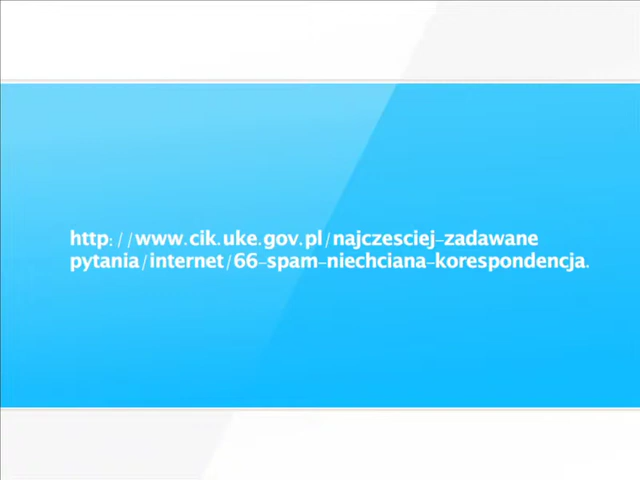 http://www.cik.uke.gov.pl/najczesciej-zadawane
pytania/internet/66-spam-niechciana-korespondencja.